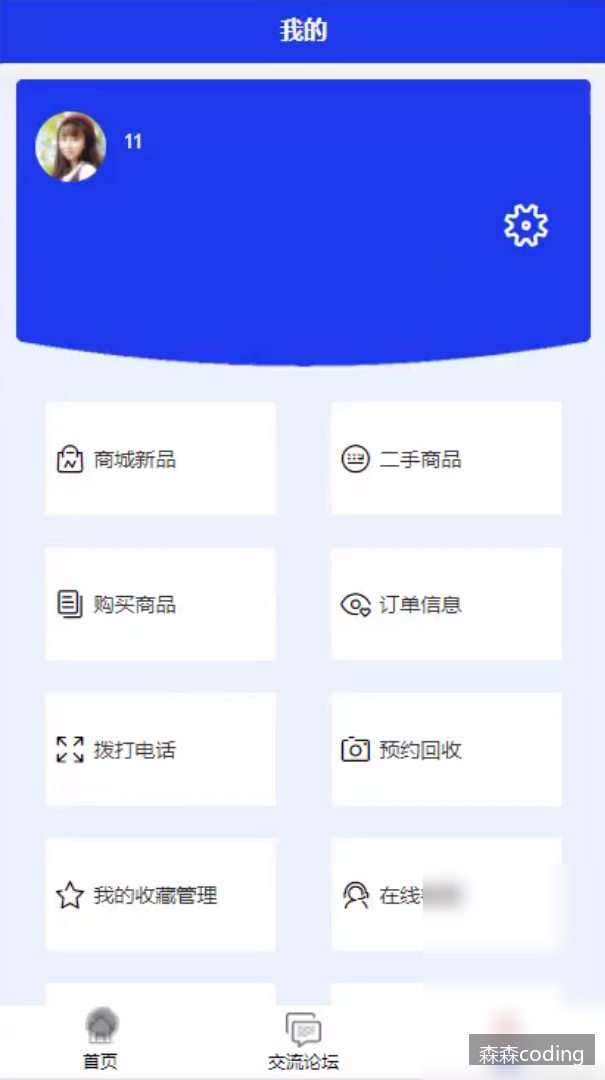 我的
11
商城新品
二手商品
购买商品
订单信息
拨打电话
预约回收
我的收藏管理
在线
首页
交流论坛
森森coding